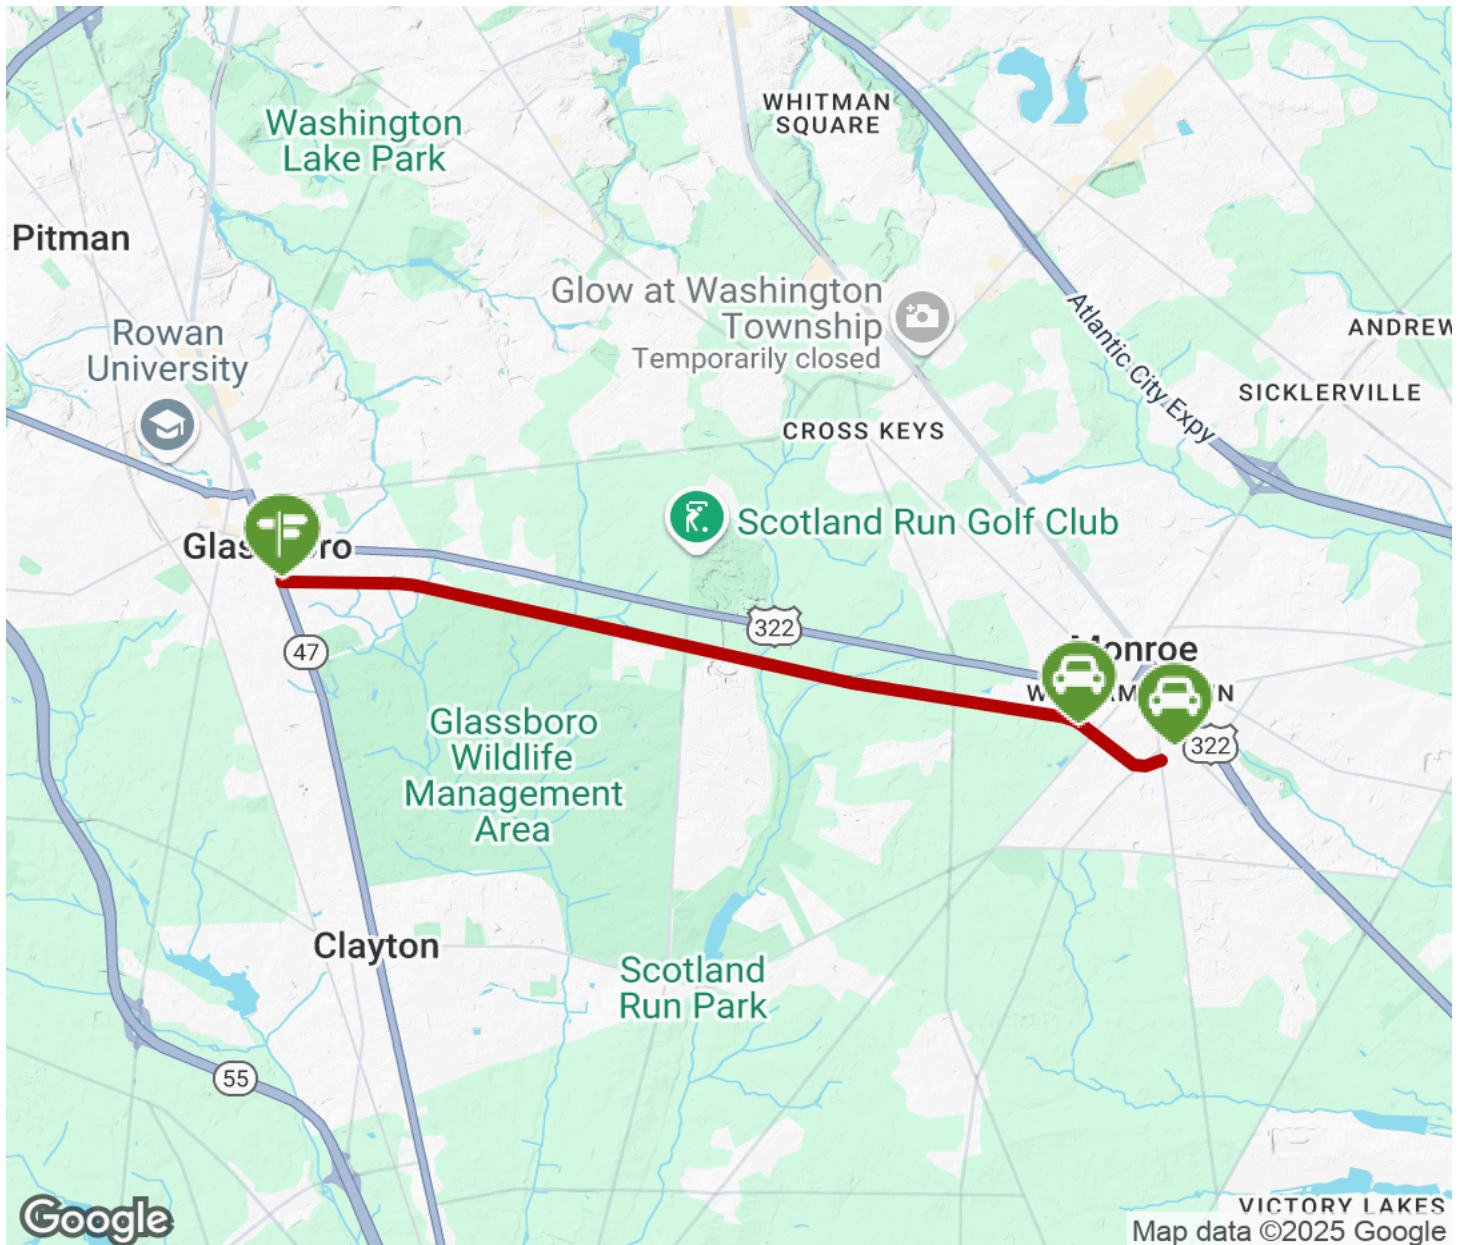 WHITMAN
SQUARE
Washington
Lake Park
Pitman
Glow at Washington
Township
Temporarily closed
Atlantic City Expy
ANDREW
Rowan
University
SICKLERVILLE
CROSS KEYS
Scotland Run Golf Club
322
47
Monroe
322
Glassboro
Wildlife
Management
Area
Clayton
Scotland
Run Park
55
VICTORY LAKES
Google
Map data ©2025 Google